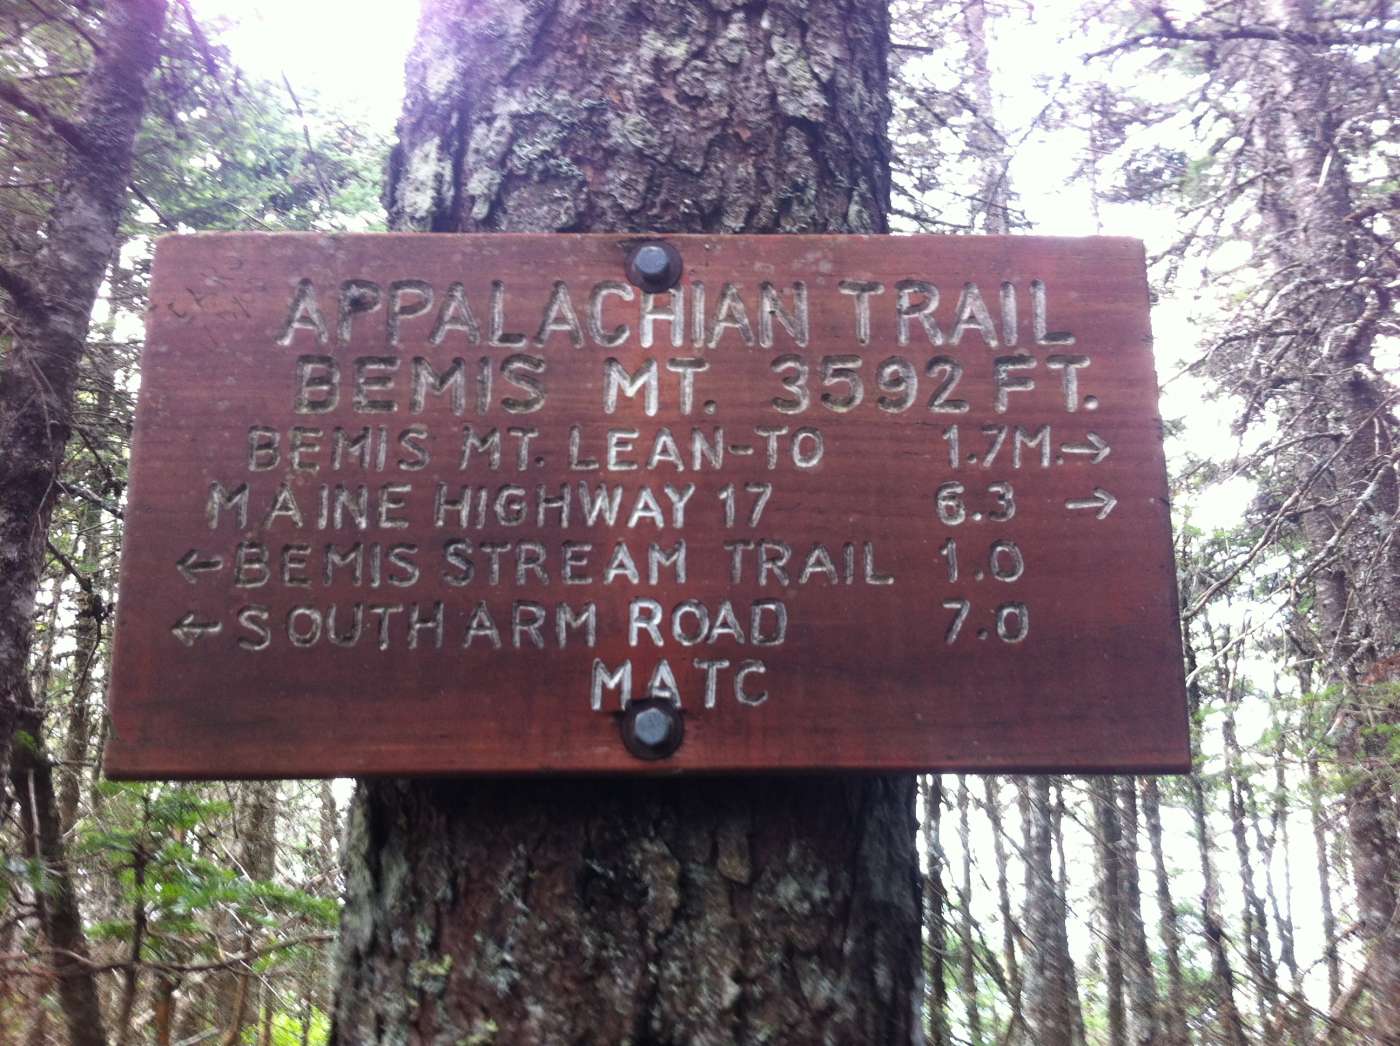 APPALACHIAN TRAIL
BEMIS MT. 3592 FT.
BEMIS MT. LEAN-TO 1.7M. →
MAINE HIGHWAY 17 6.3 →
← BEMIS STREAM TRAIL 1.0
← SOUTH ARM ROAD 7.0
MATC